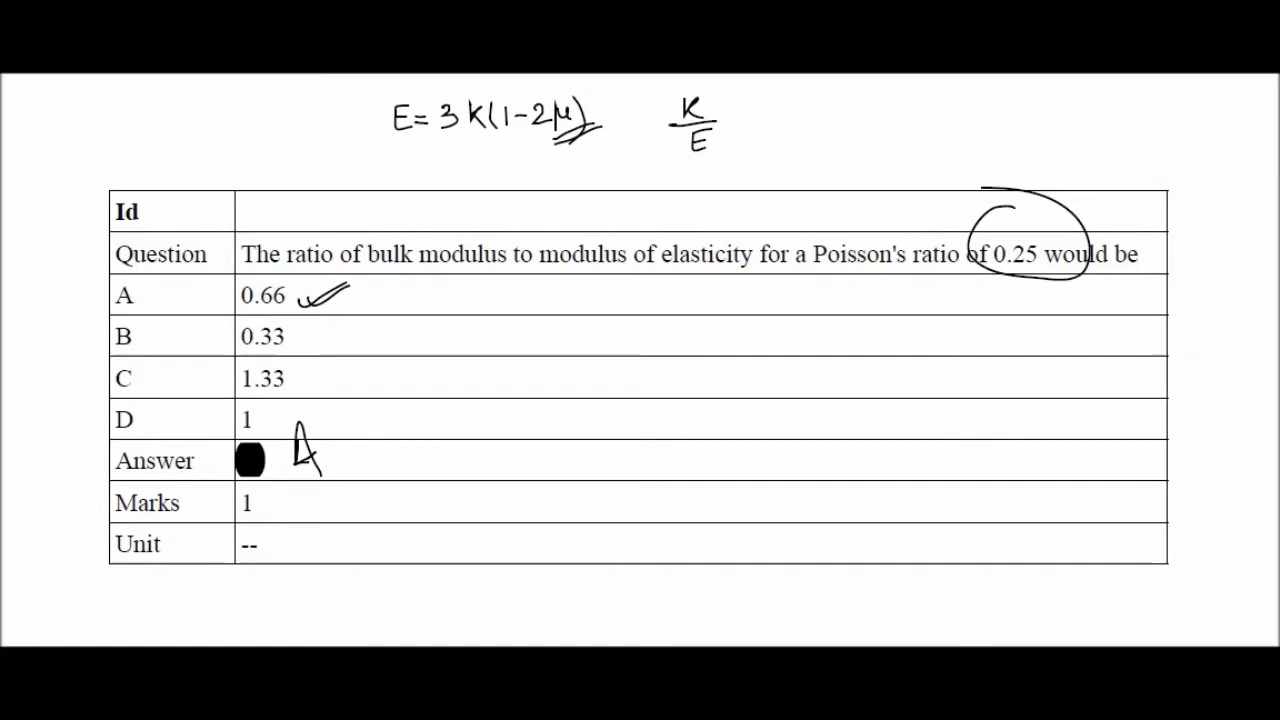 E = 3K(1-2μ) K/E
Id
Question The ratio of bulk modulus to modulus of elasticity for a Poisson's ratio of 0.25 would be
A 0.66
B 0.33
C 1.33
D 1
Answer A
Marks 1
Unit --